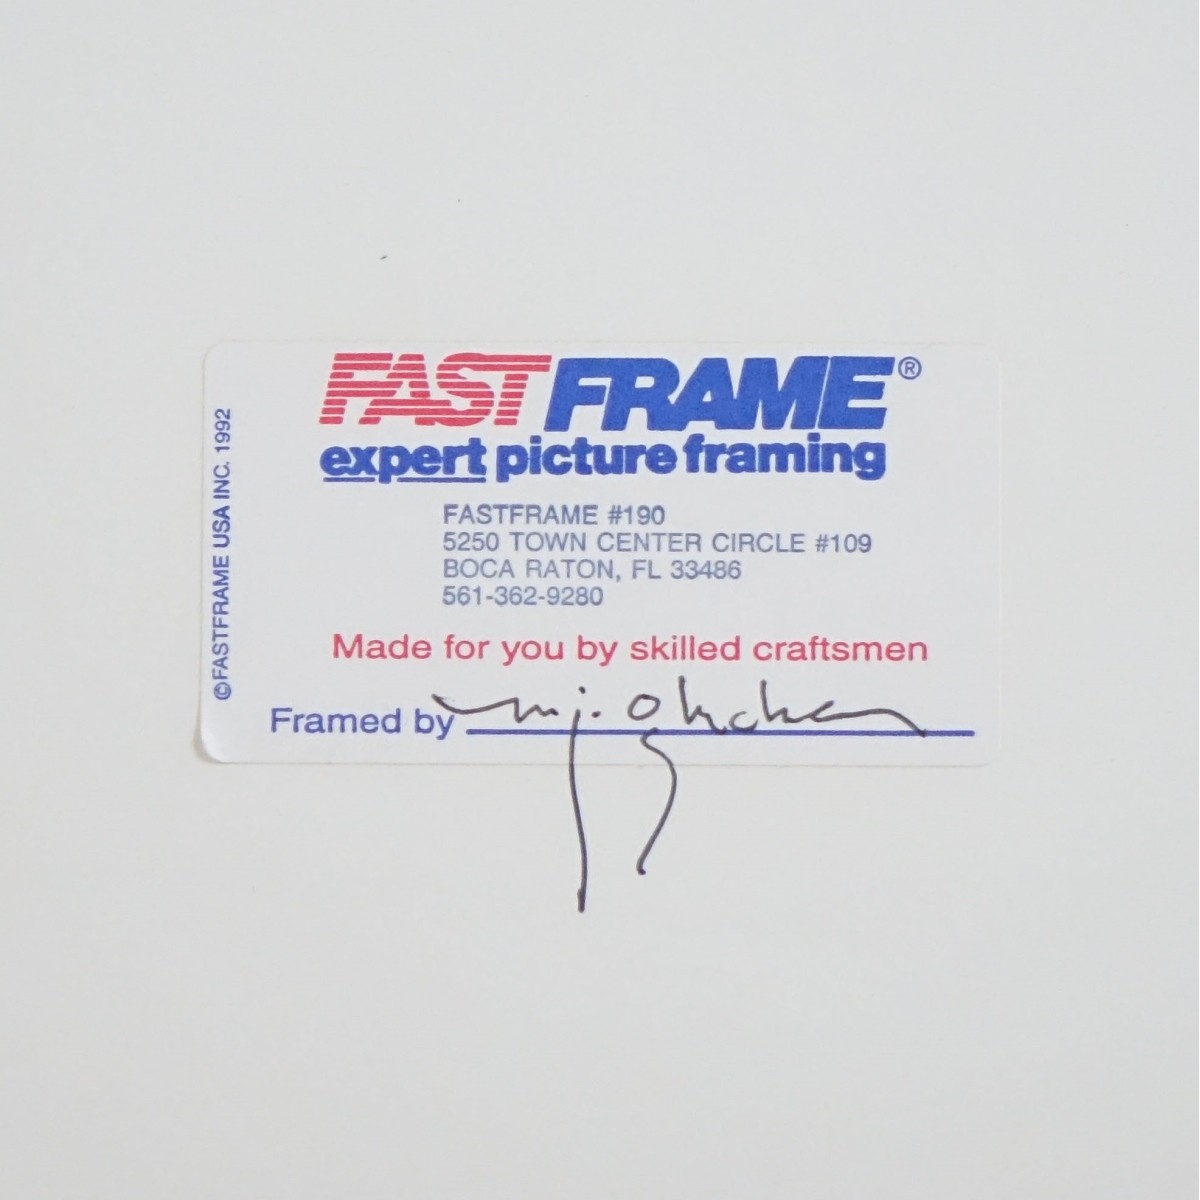 FASTFRAME®
expert picture framing
FASTFRAME #190
5250 TOWN CENTER CIRCLE #109
BOCA RATON, FL 33486
561-362-9280
Made for you by skilled craftsmen
Framed by
©FASTFRAME USA INC. 1992